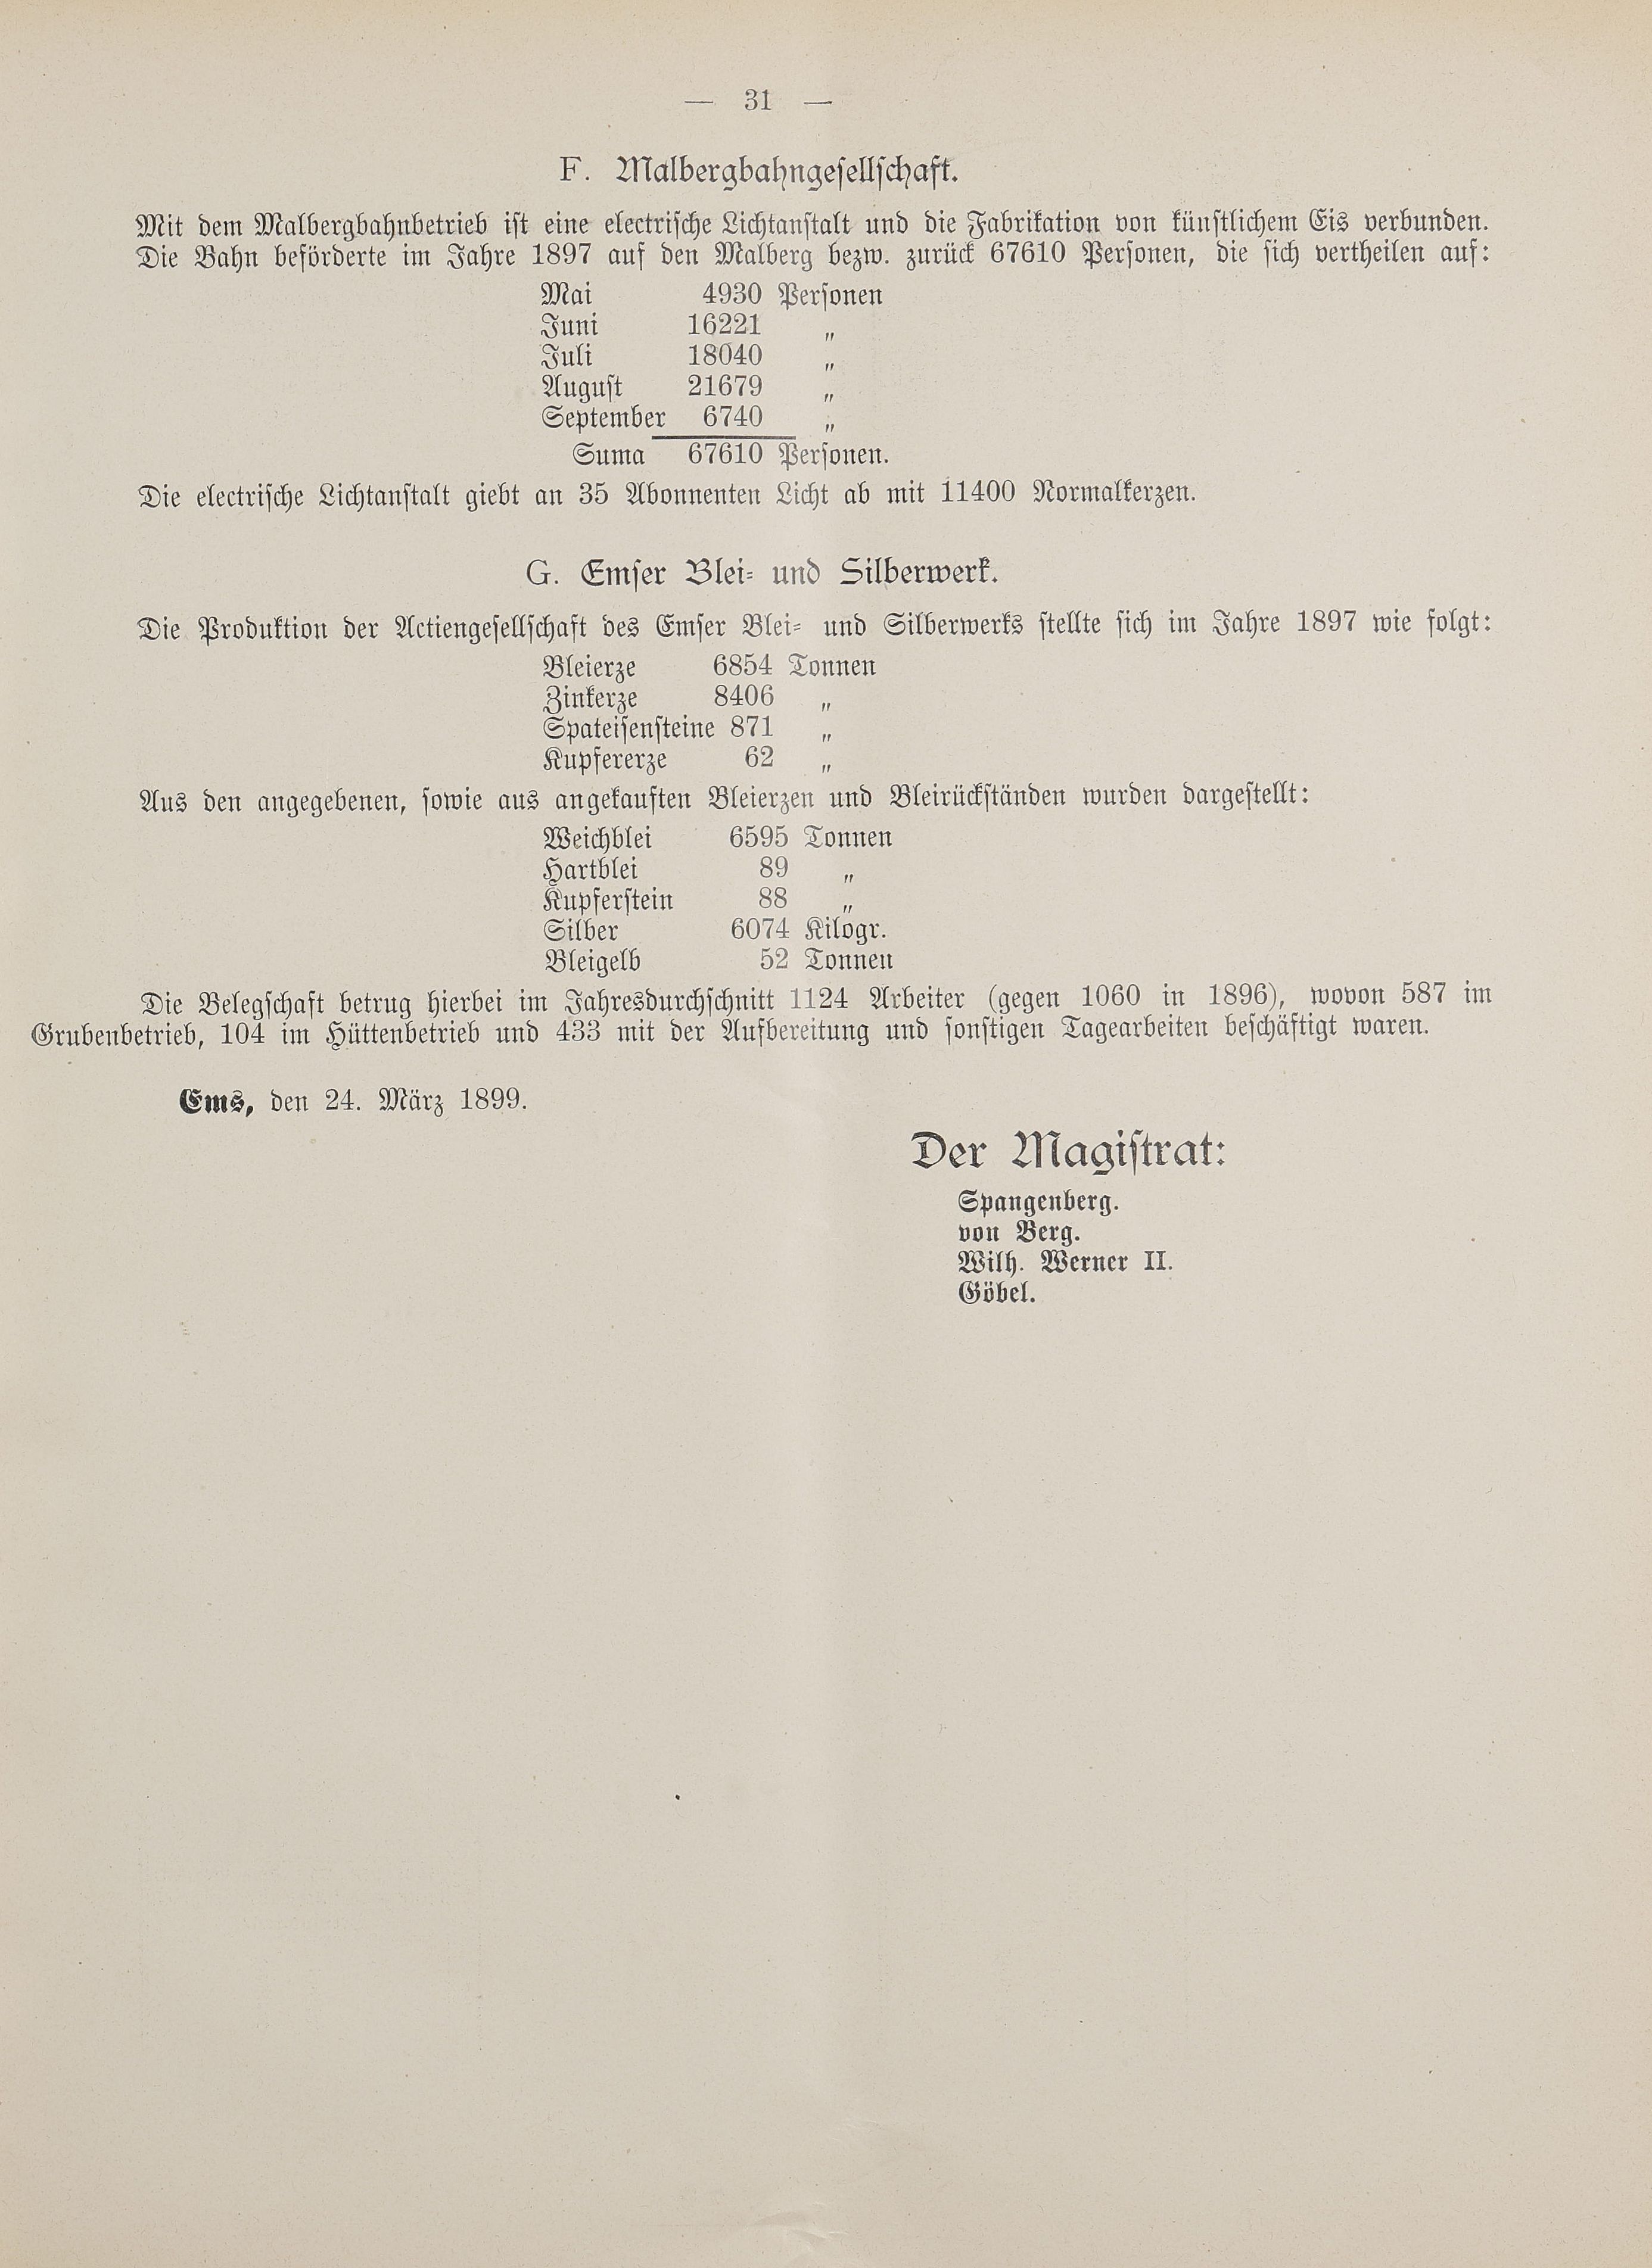 — 31 —
F. Malbergbahngesellschaft.
Mit dem Malbergbahnbetrieb ist eine electrische Lichtanstalt und die Fabrikation von künstlichem Eis verbunden.
Die Bahn beförderte im Jahre 1897 auf den Malberg bezw. zurück 67610 Personen, die sich vertheilen auf:
Mai 4930 Personen
Juni 16221 „
Juli 18040 „
August 21679 „
September 6740 „
Suma 67610 Personen.
Die electrische Lichtanstalt giebt an 35 Abonnenten Licht ab mit 11400 Normalkerzen.
G. Emser Blei- und Silberwerk.
Die Produktion der Actiengesellschaft des Emser Blei- und Silberwerks stellte sich im Jahre 1897 wie folgt:
Bleierze 6854 Tonnen
Zinkerze 8406 „
Spateisensteine 871 „
Kupfererze 62 „
Aus den angegebenen, sowie aus angekauften Bleierzen und Bleirückständen wurden dargestellt:
Weichblei 6595 Tonnen
Hartblei 89 „
Kupferstein 88 „
Silber 6074 Kilogr.
Bleigelb 52 Tonnen
Die Belegschaft betrug hierbei im Jahresdurchschnitt 1124 Arbeiter (gegen 1060 in 1896), wovon 587 im
Grubenbetrieb, 104 im Hüttenbetrieb und 433 mit der Aufbereitung und sonstigen Tagearbeiten beschäftigt waren.
Ems, den 24. März 1899.
Der Magistrat:
Spangenberg.
von Berg.
Wilh. Werner II.
Göbel.